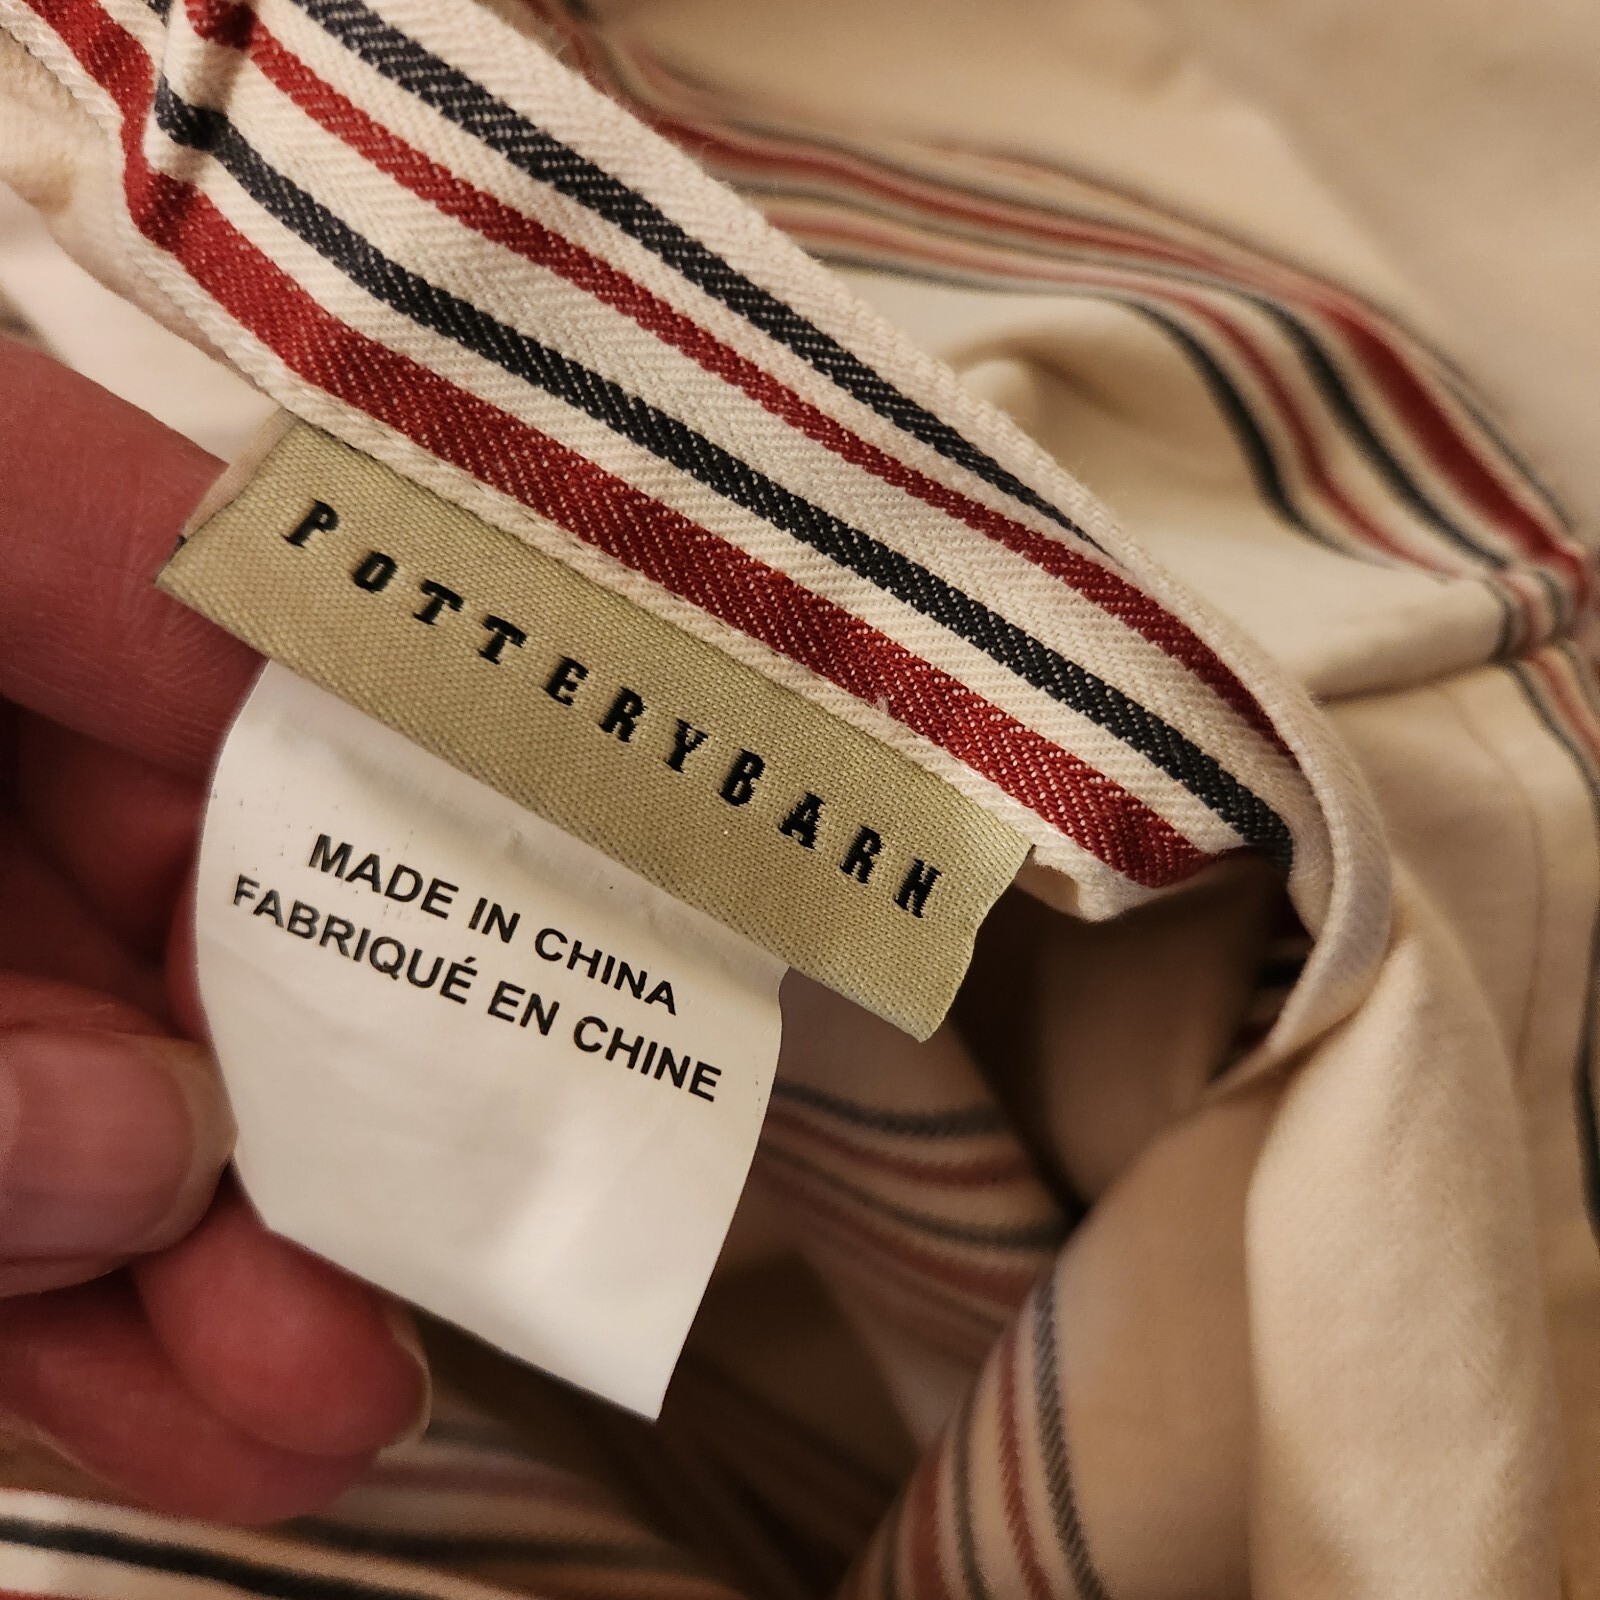 POTTERYBARN
MADE IN CHINA
FABRIQUÉ EN CHINE